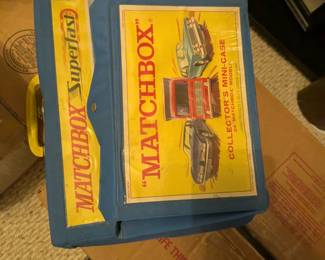 MATCHBOX Superfast
"MATCHBOX"
COLLECTOR'S MINI-CASE